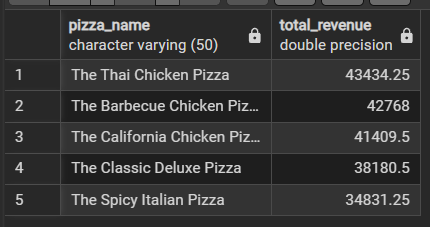 pizza_name total_revenue
character varying (50) double precision
1 The Thai Chicken Pizza 43434.25
2 The Barbecue Chicken Piz... 42768
3 The California Chicken Piz... 41409.5
4 The Classic Deluxe Pizza 38180.5
5 The Spicy Italian Pizza 34831.25